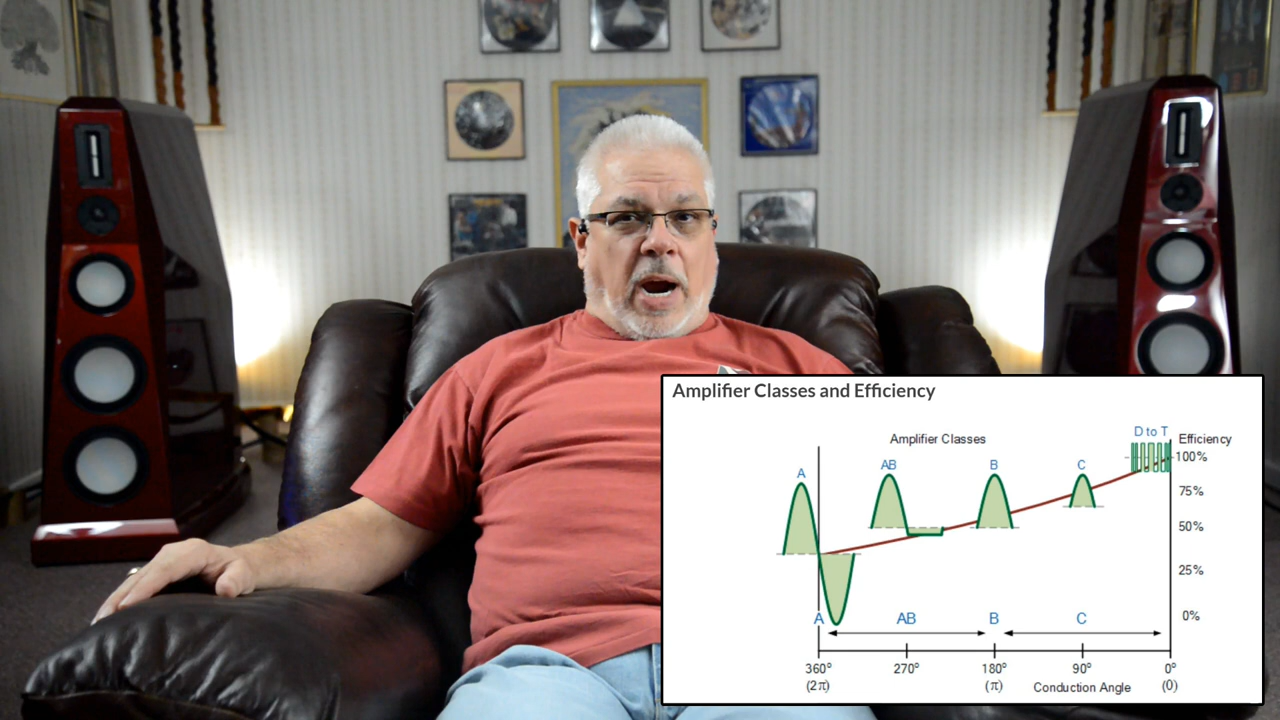 Amplifier Classes and Efficiency
Amplifier Classes
D to T
Efficiency
100%
A
AB
B
C
75%
50%
25%
0%
A
AB
B
C
360°
270°
180°
90°
0°
(2π)
(π)
Conduction Angle
(0)